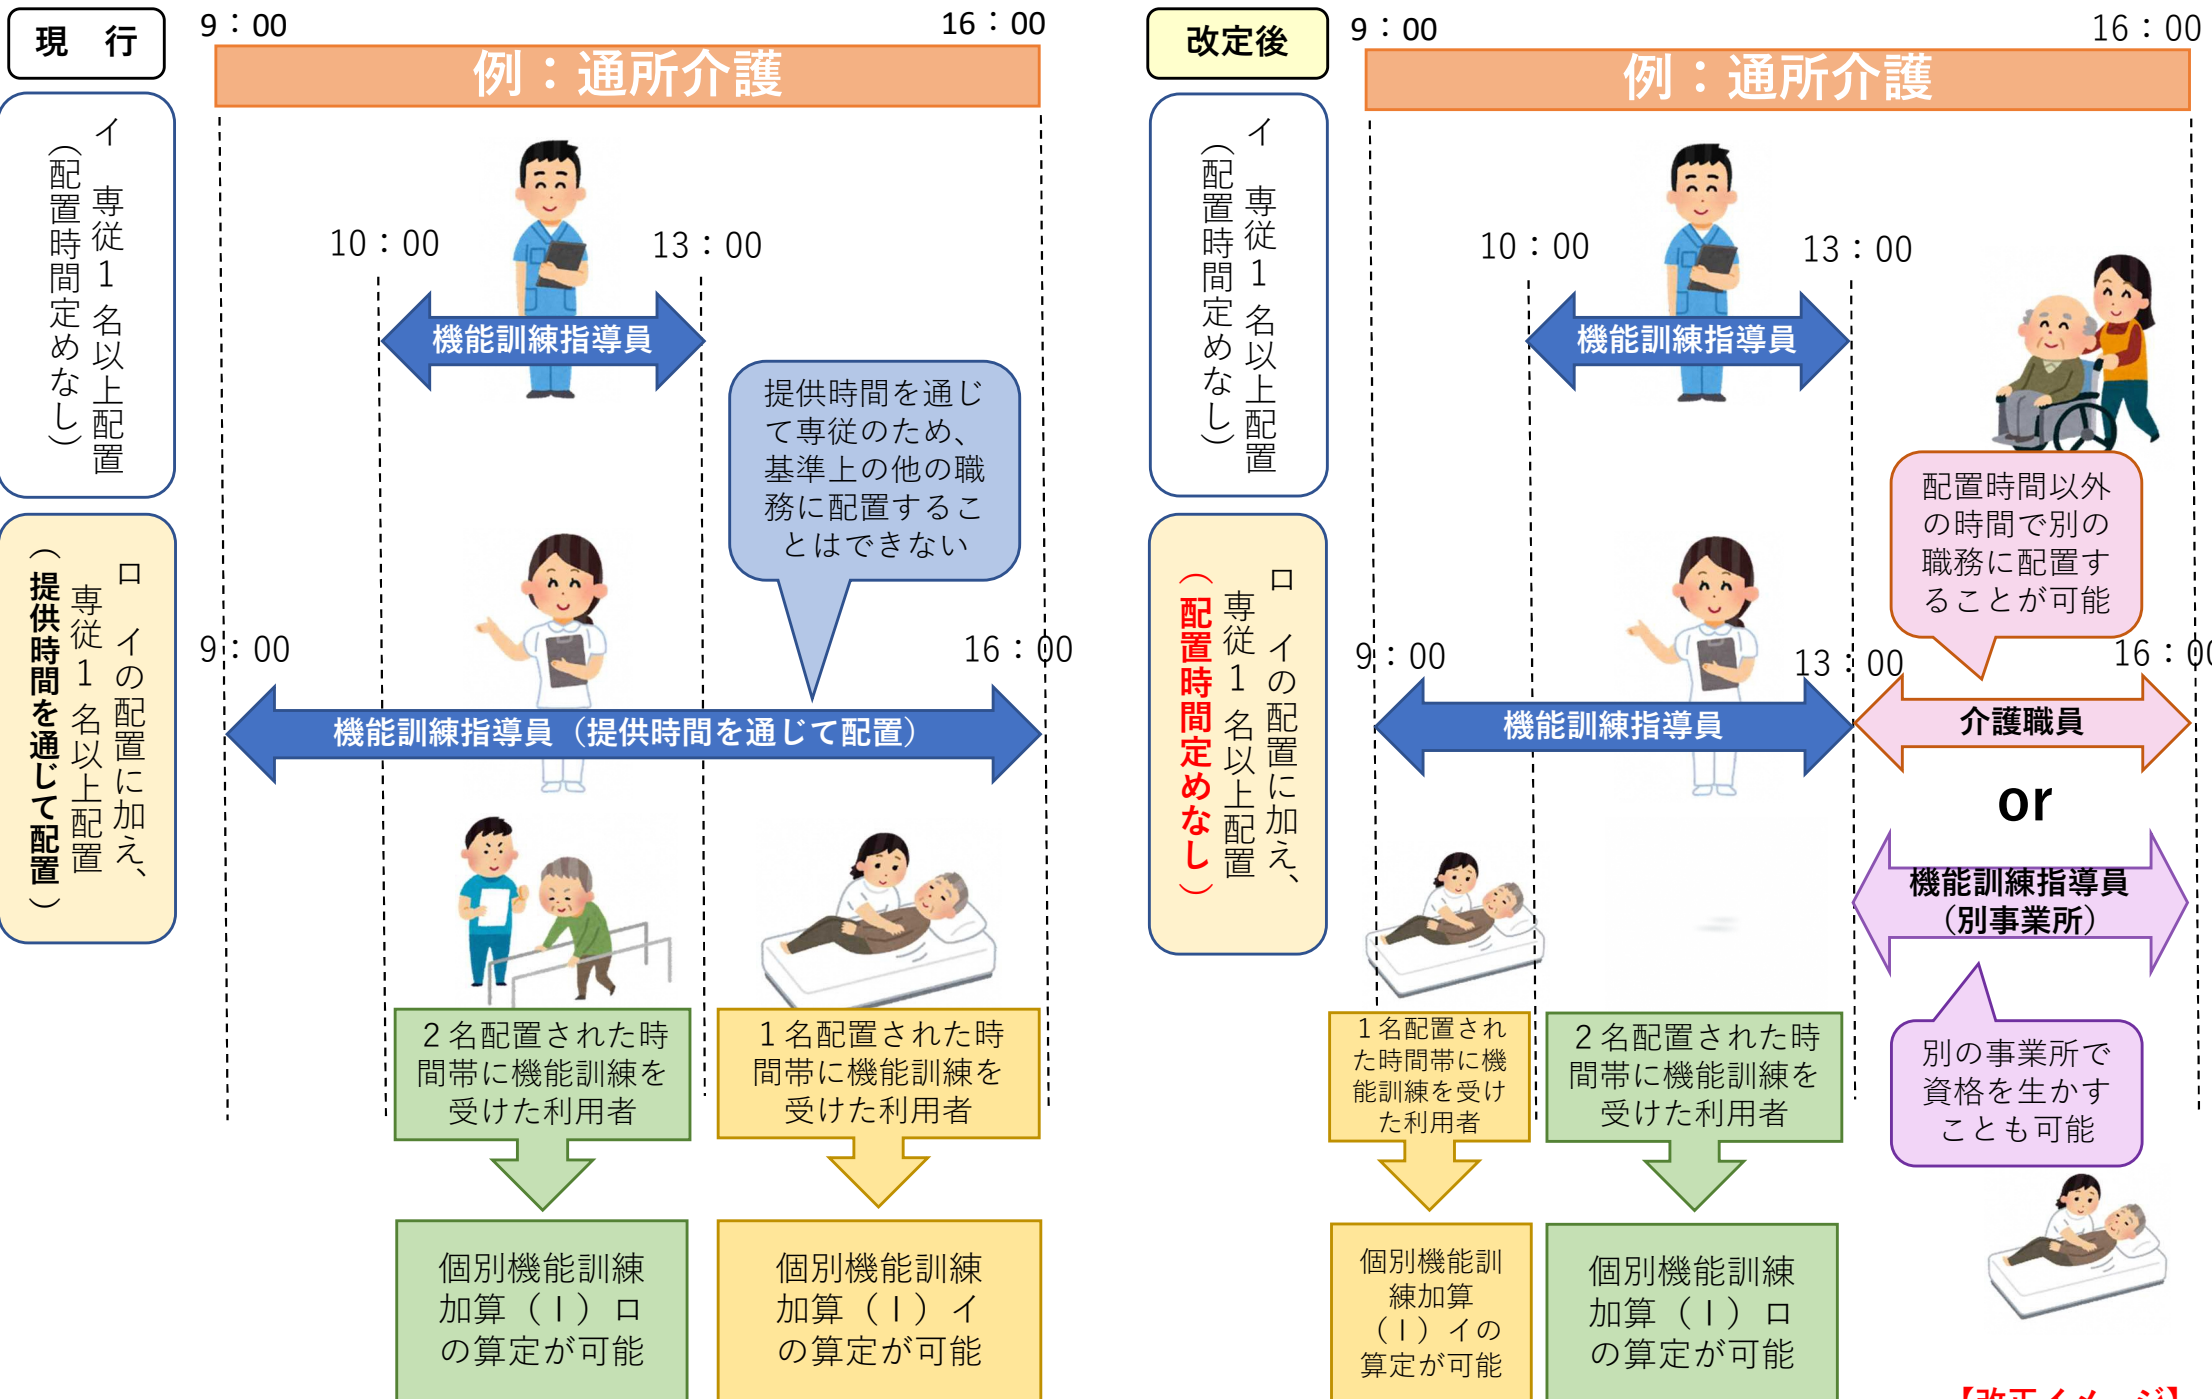 現　行
9：00
16：00
例：通所介護
イ　専従１名以上配置
（配置時間定めなし）
10：00
13：00
機能訓練指導員
提供時間を通じ
て専従のため、
基準上の他の職
務に配置するこ
とはできない
ロ　イの配置に加え、
専従１名以上配置
（提供時間を通じて配置）
9：00
16：00
機能訓練指導員（提供時間を通じて配置）
２名配置された時
間帯に機能訓練を
受けた利用者
１名配置された時
間帯に機能訓練を
受けた利用者
個別機能訓練
加算（Ⅰ）ロ
の算定が可能
個別機能訓練
加算（Ⅰ）イ
の算定が可能
改定後
9：00
16：00
例：通所介護
イ　専従１名以上配置
（配置時間定めなし）
10：00
13：00
機能訓練指導員
配置時間以外
の時間で別の
職務に配置す
ることが可能
ロ　イの配置に加え、
専従１名以上配置
（配置時間定めなし）
9：00
13：00
16：00
機能訓練指導員
介護職員
or
機能訓練指導員
（別事業所）
別の事業所で
資格を生かす
ことも可能
１名配置され
た時間帯に機
能訓練を受け
た利用者
２名配置された時
間帯に機能訓練を
受けた利用者
個別機能訓
練加算
（Ⅰ）イの
算定が可能
個別機能訓練
加算（Ⅰ）ロ
の算定が可能
【改正イメージ】